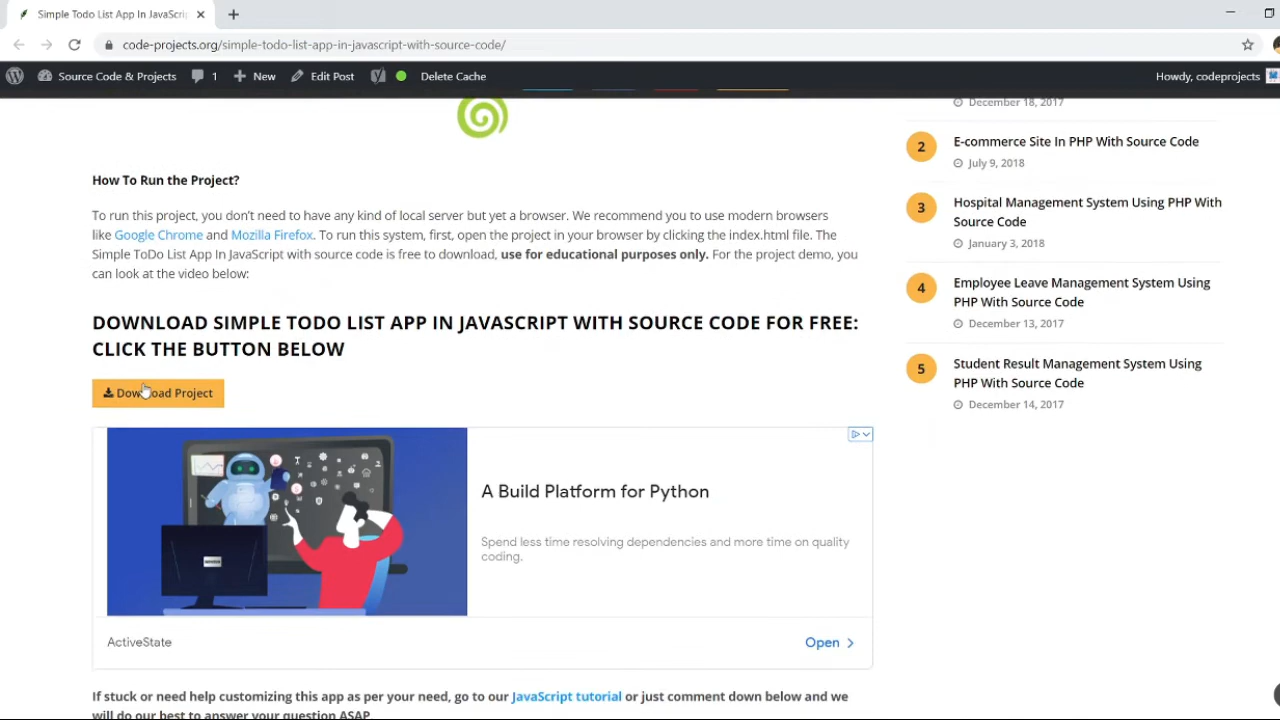 Simple Todo List App In JavaScri
code-projects.org/simple-todo-list-app-in-javascript-with-source-code/
Source Code & Projects 1 New Edit Post Delete Cache Howdy, codeprojects
How To Run the Project?
To run this project, you don't need to have any kind of local server but yet a browser. We recommend you to use modern browsers
like Google Chrome and Mozilla Firefox. To run this system, first, open the project in your browser by clicking the index.html file. The
Simple ToDo List App In JavaScript with source code is free to download, use for educational purposes only. For the project demo, you
can look at the video below:
DOWNLOAD SIMPLE TODO LIST APP IN JAVASCRIPT WITH SOURCE CODE FOR FREE:
CLICK THE BUTTON BELOW
Download Project
A Build Platform for Python
Spend less time resolving dependencies and more time on quality
coding.
ActiveState
Open
If stuck or need help customizing this app as per your need, go to our JavaScript tutorial or just comment down below and we
will do our best to answer your question ASAP.
December 18, 2017
2
E-commerce Site In PHP With Source Code
July 9, 2018
3
Hospital Management System Using PHP With
Source Code
January 3, 2018
4
Employee Leave Management System Using
PHP With Source Code
December 13, 2017
5
Student Result Management System Using
PHP With Source Code
December 14, 2017